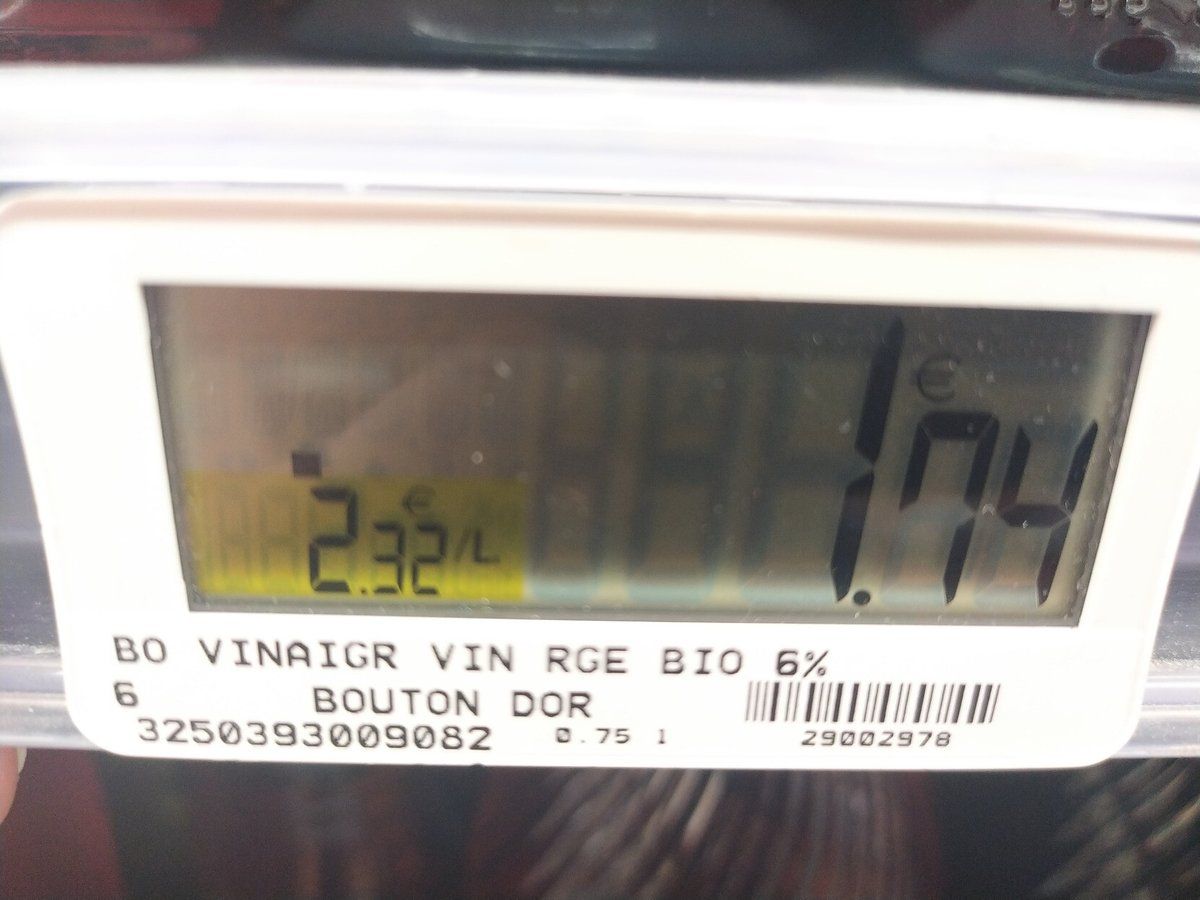 1.74 €
2.32 €/L
BO VINAIGR VIN RGE BIO 6%
6 BOUTON DOR
3250393009082 0.75 l 29002978